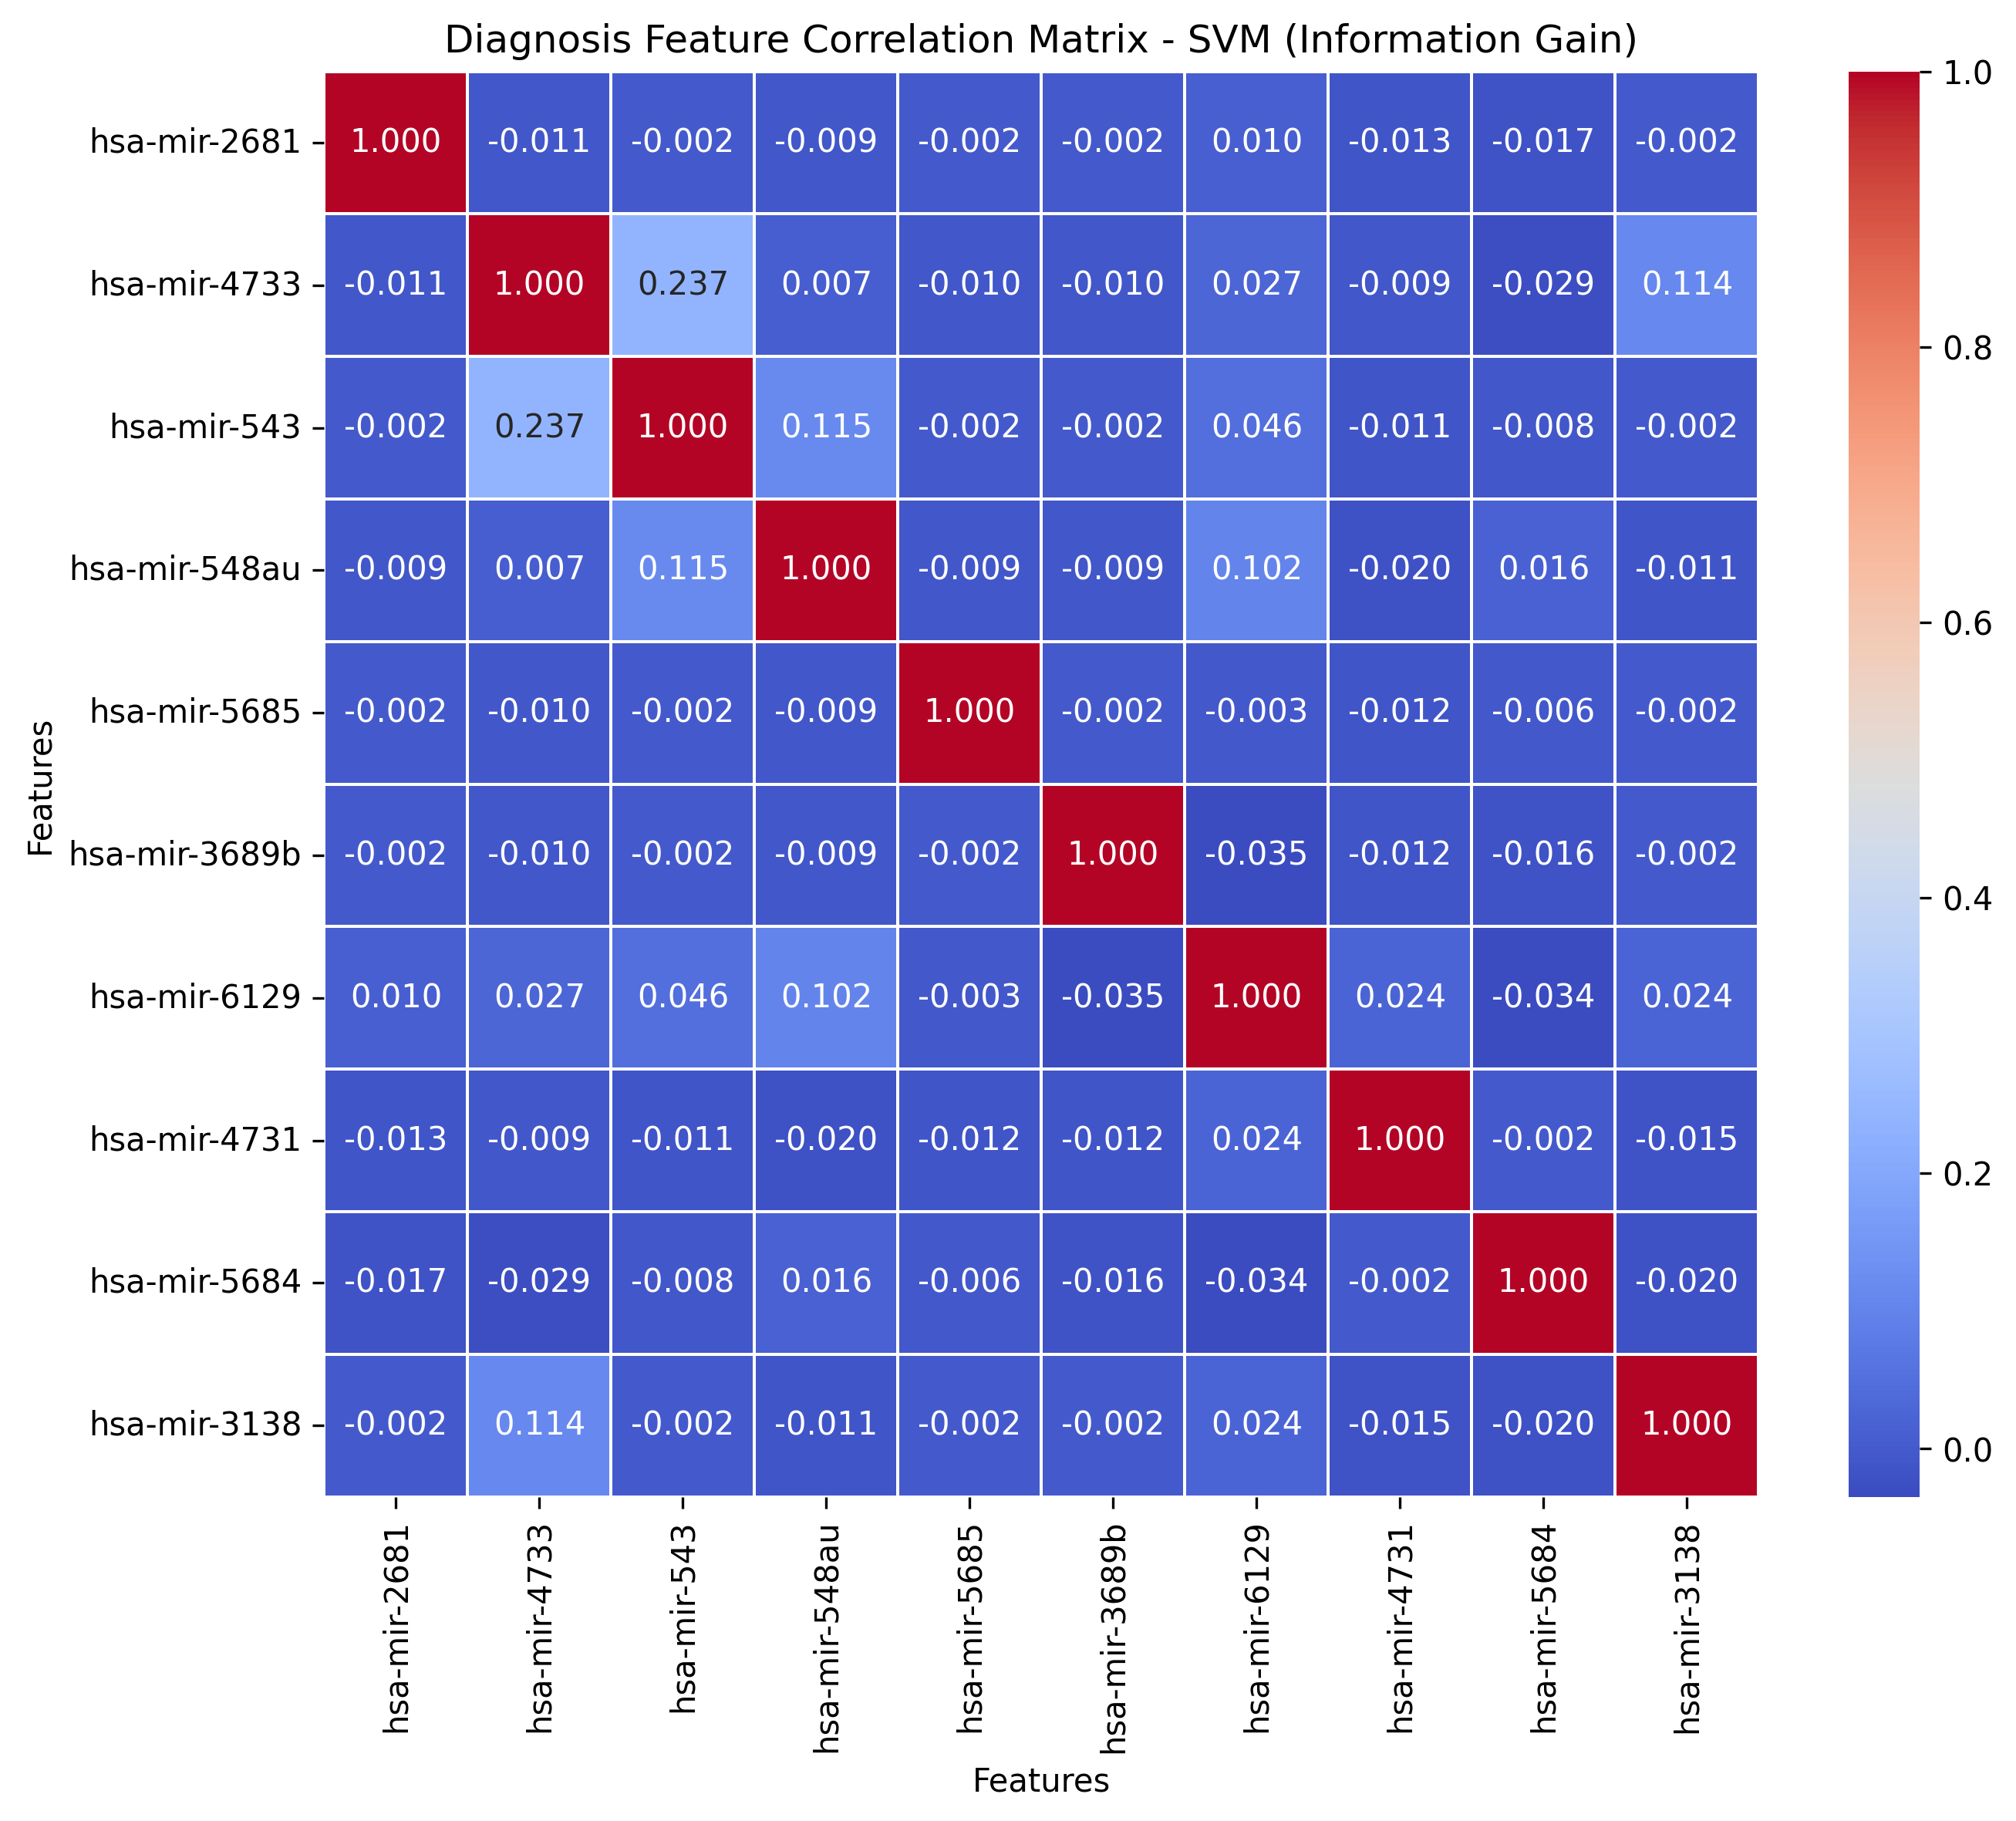 Diagnosis Feature Correlation Matrix - SVM (Information Gain)
hsa-mir-2681 1.000 -0.011 -0.002 -0.009 -0.002 -0.002 0.010 -0.013 -0.017 -0.002
hsa-mir-4733 -0.011 1.000 0.237 0.007 -0.010 -0.010 0.027 -0.009 -0.029 0.114
hsa-mir-543 -0.002 0.237 1.000 0.115 -0.002 -0.002 0.046 -0.011 -0.008 -0.002
hsa-mir-548au -0.009 0.007 0.115 1.000 -0.009 -0.009 0.102 -0.020 0.016 -0.011
hsa-mir-5685 -0.002 -0.010 -0.002 -0.009 1.000 -0.002 -0.003 -0.012 -0.006 -0.002
hsa-mir-3689b -0.002 -0.010 -0.002 -0.009 -0.002 1.000 -0.035 -0.012 -0.016 -0.002
hsa-mir-6129 0.010 0.027 0.046 0.102 -0.003 -0.035 1.000 0.024 -0.034 0.024
hsa-mir-4731 -0.013 -0.009 -0.011 -0.020 -0.012 -0.012 0.024 1.000 -0.002 -0.015
hsa-mir-5684 -0.017 -0.029 -0.008 0.016 -0.006 -0.016 -0.034 -0.002 1.000 -0.020
hsa-mir-3138 -0.002 0.114 -0.002 -0.011 -0.002 -0.002 0.024 -0.015 -0.020 1.000
Features
hsa-mir-2681
hsa-mir-4733
hsa-mir-543
hsa-mir-548au
hsa-mir-5685
hsa-mir-3689b
hsa-mir-6129
hsa-mir-4731
hsa-mir-5684
hsa-mir-3138
Features
1.0
0.8
0.6
0.4
0.2
0.0